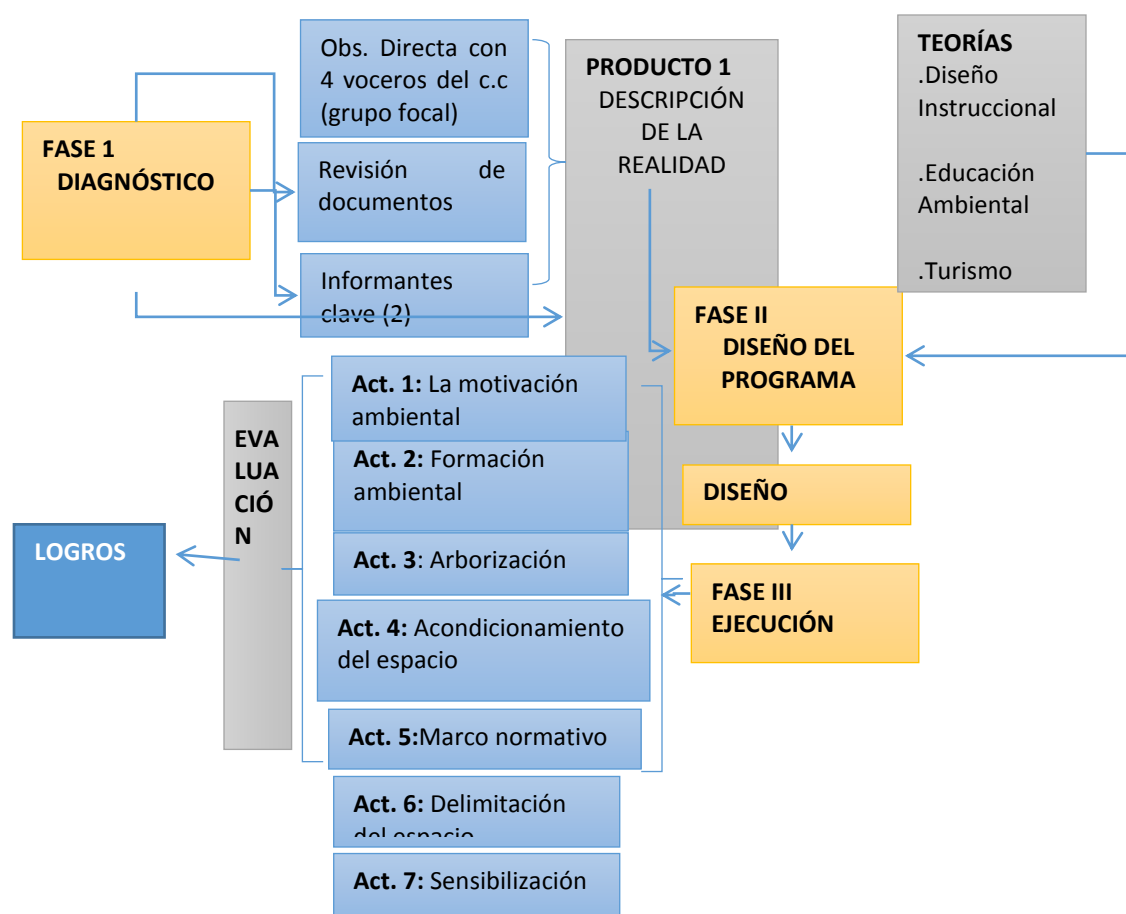 Obs. Directa con
4 voceros del c.c
(grupo focal)
PRODUCTO 1
DESCRIPCIÓN
DE LA
REALIDAD
TEORÍAS
.Diseño
Instruccional
.Educación
Ambiental
.Turismo
FASE 1
DIAGNÓSTICO
Revisión de
documentos
Informantes
clave (2)
FASE II
DISEÑO DEL
PROGRAMA
DISEÑO
FASE III
EJECUCIÓN
Act. 1: La motivación
ambiental
Act. 2: Formación
ambiental
Act. 3: Arborización
Act. 4: Acondicionamiento
del espacio
Act. 5:Marco normativo
Act. 6: Delimitación
del espacio
Act. 7: Sensibilización
EVA
LUA
CIÓ
N
LOGROS